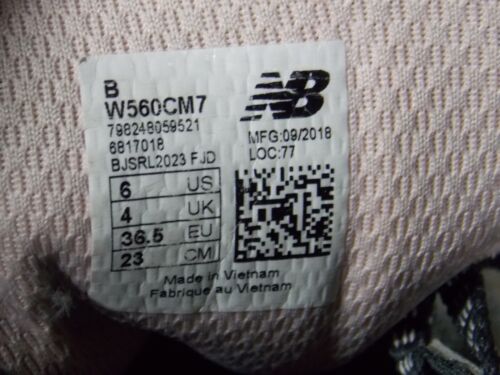 B
W560CM7
798248059521
6817018
BJSRL2023 FJD
NB
MFG:09/2018
LOC:77
6 US
4 UK
36.5 EU
23 CM
Made in Vietnam
Fabrique au Vietnam